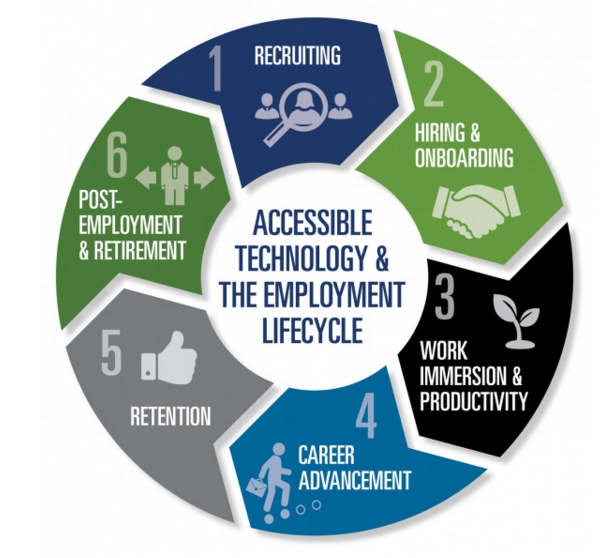 ACCESSIBLE
TECHNOLOGY &
THE EMPLOYMENT
LIFECYCLE
1
RECRUITING
2
HIRING &
ONBOARDING
3
WORK
IMMERSION &
PRODUCTIVITY
4
CAREER
ADVANCEMENT
5
RETENTION
6
POST-
EMPLOYMENT
& RETIREMENT